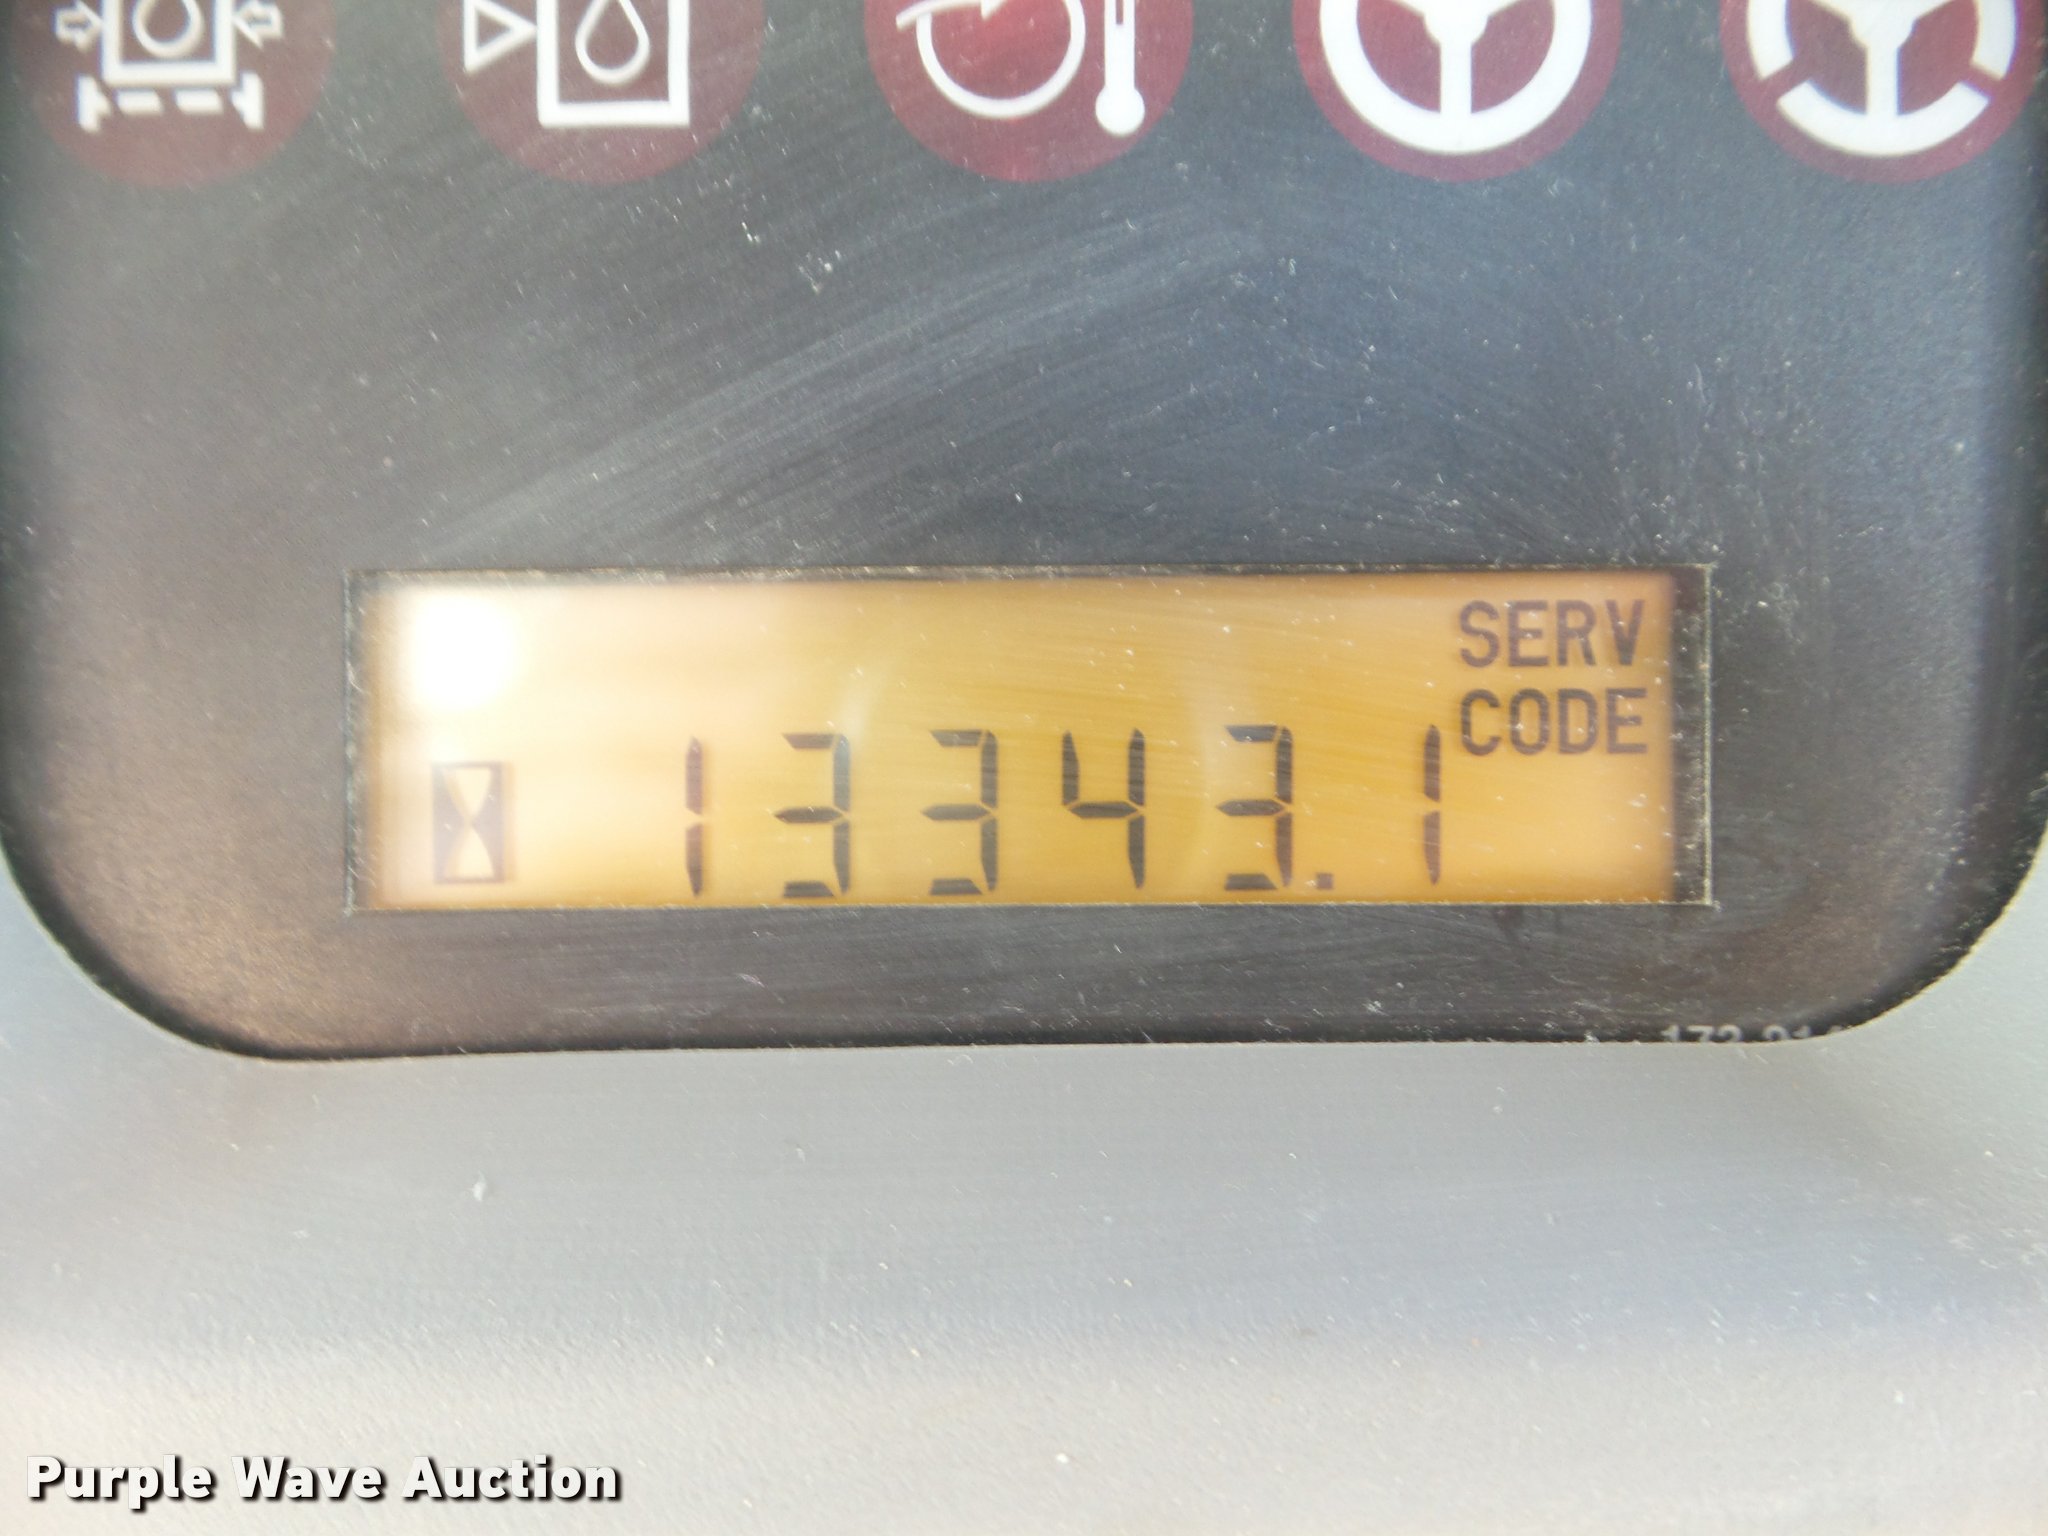 SERV
CODE
13343.1
Purple Wave Auction